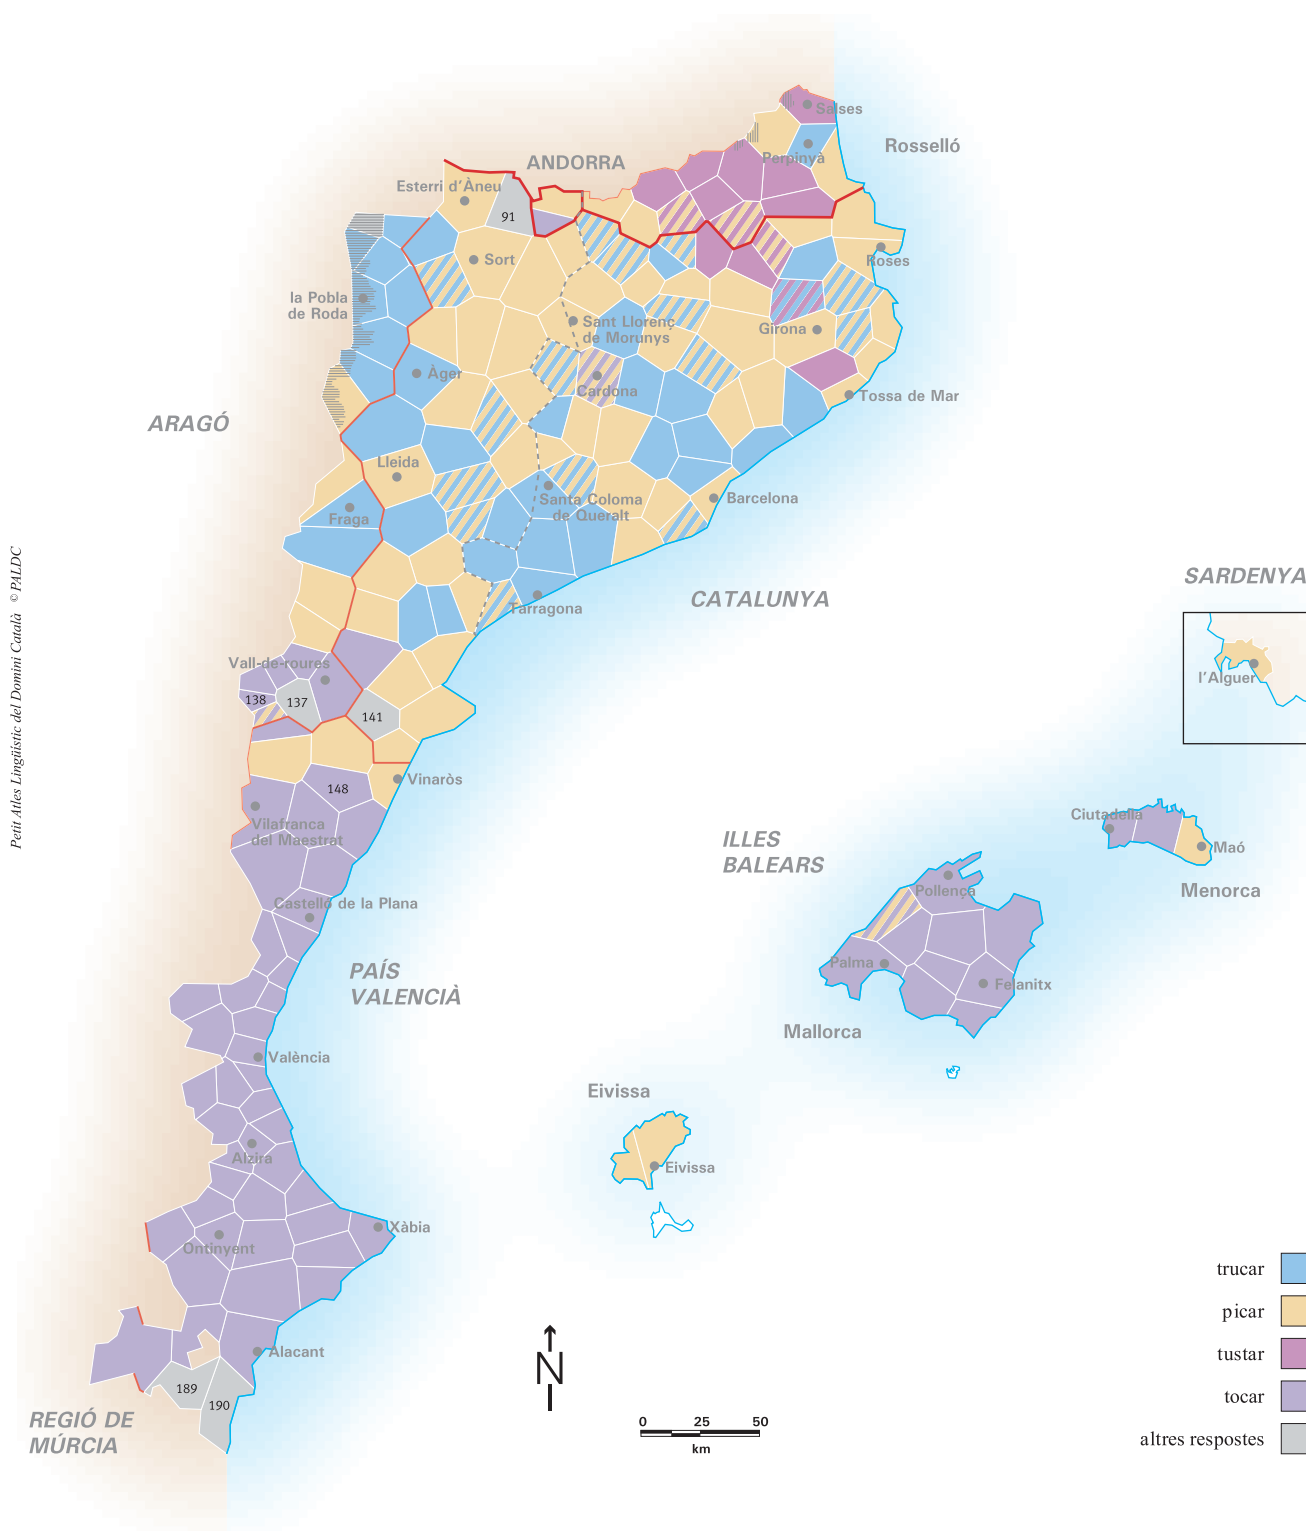 Salses
Rosselló
Perpinyà
ANDORRA
Esterri d'Àneu
91
Sort
Roses
la Pobla
de Roda
Sant Llorenç
de Morunys
Girona
Àger
Cardona
Tossa de Mar
ARAGÓ
Lleida
Santa Coloma
de Queralt
Barcelona
Fraga
Petit Atles Lingüístic del Domini Català © PALDC
SARDENYA
CATALUNYA
Tarragona
l'Alguer
Vall-de-roures
138
137
141
148
Vinaròs
Vilafranca
del Maestrat
ILLES
BALEARS
Ciutadella
Maó
Menorca
Pollença
Castelló de la Plana
PAÍS
VALENCIÀ
Palma
Felanitx
Mallorca
València
Eivissa
Alzira
Eivissa
Xàbia
Ontinyent
trucar
picar
tustar
tocar
altres respostes
Alacant
189
190
N
0 25 50
km
REGIÓ DE
MÚRCIA